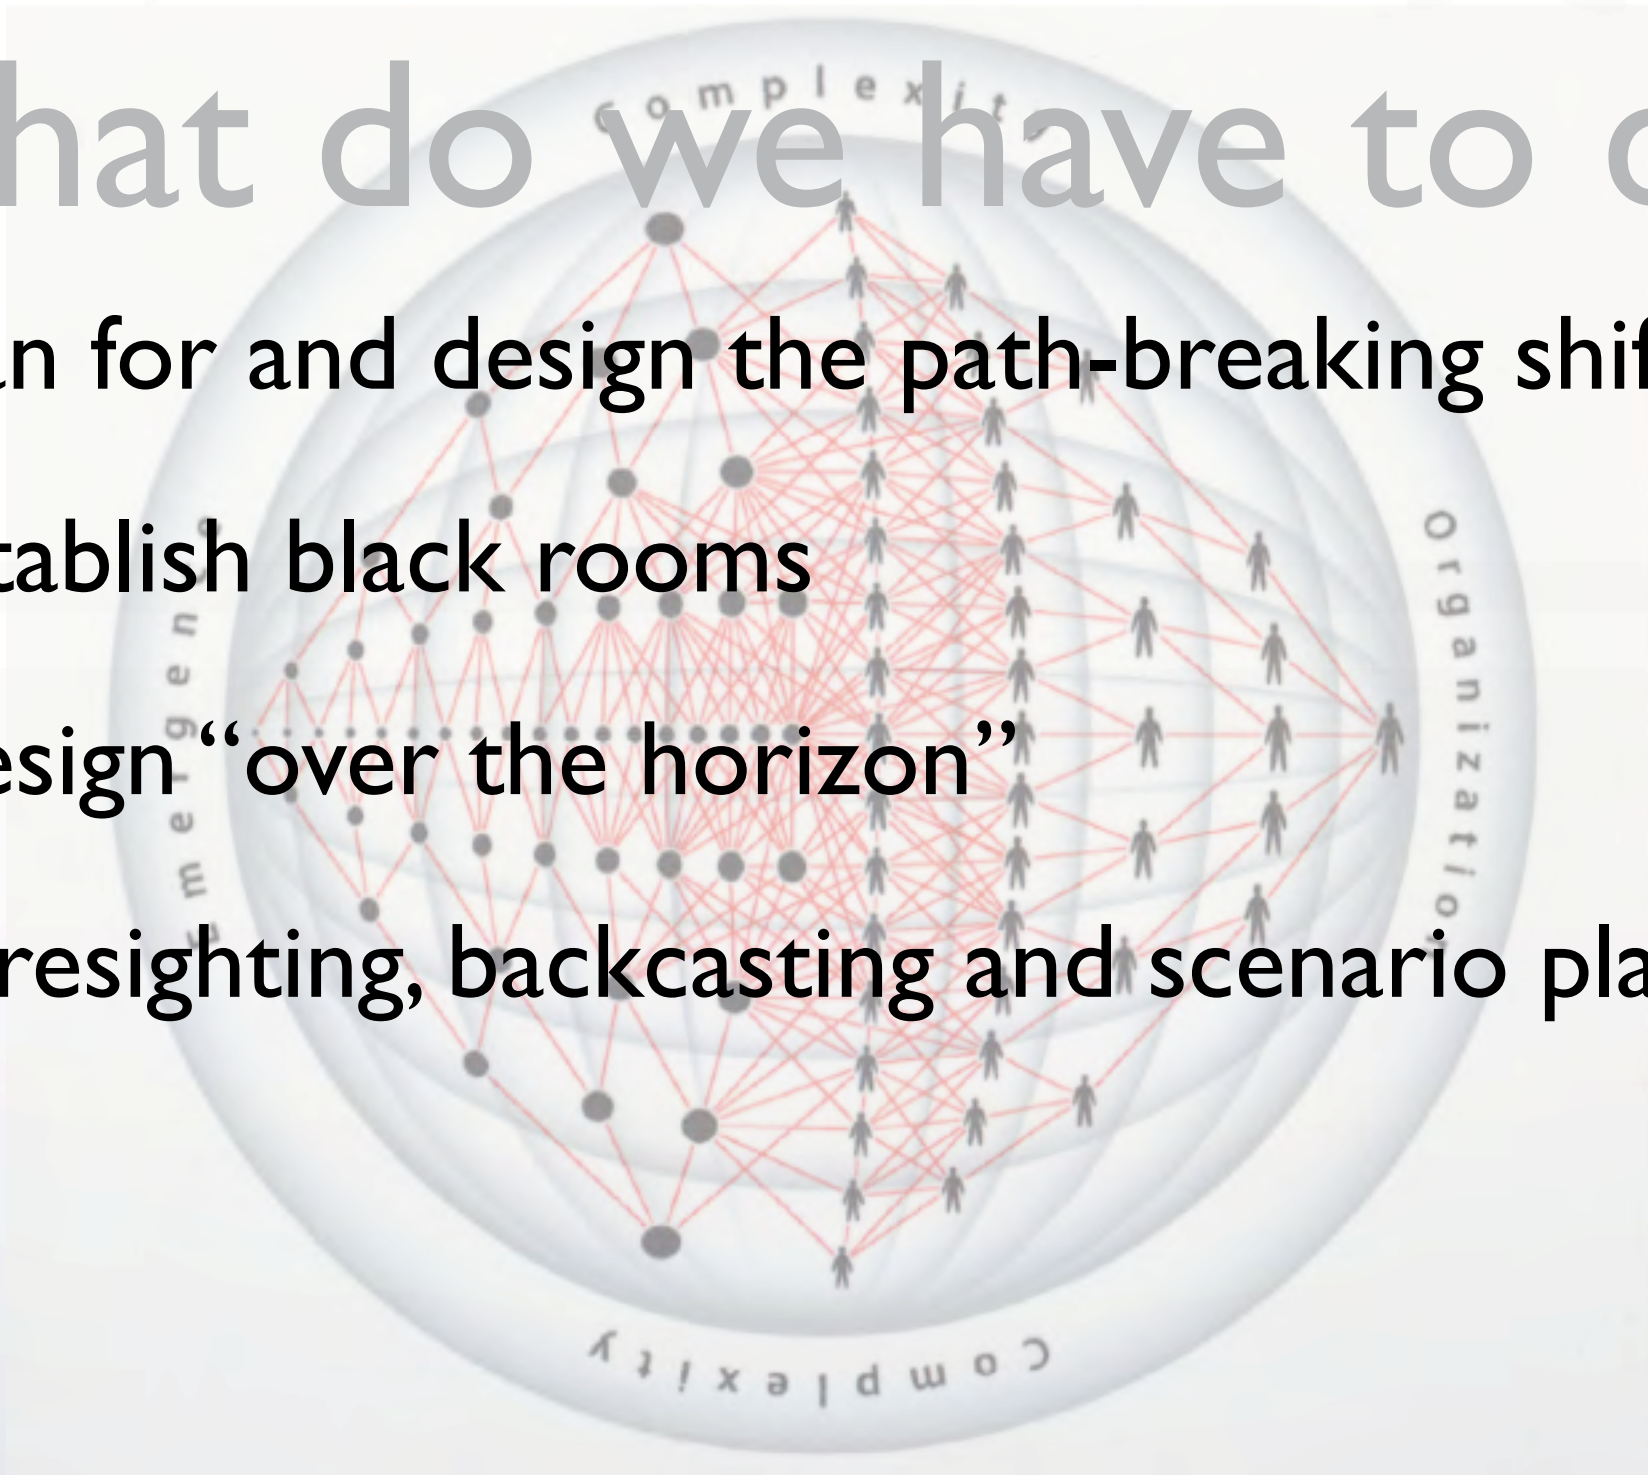 hat do we have to
an for and design the path-breaking shif
tablish black rooms
esign “over the horizon”
resighting, backcasting and scenario pla
Complexity
Emergence
Organization
Complexity